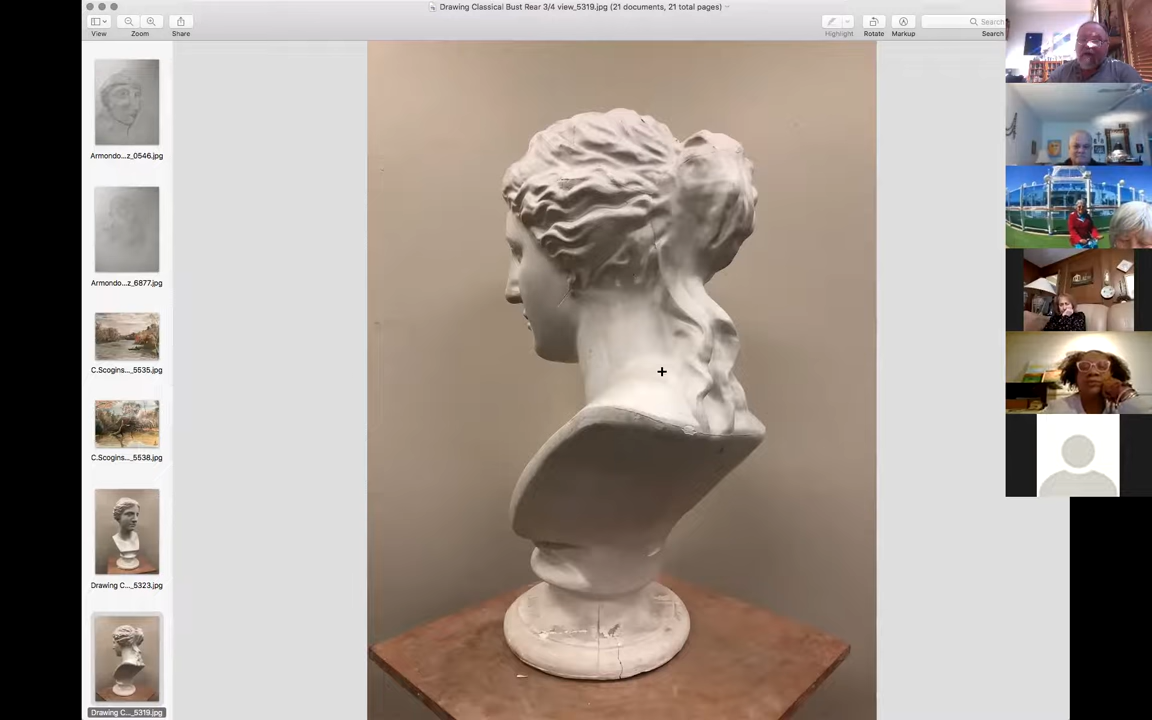 Drawing Classical Bust Rear 3/4 view_5319.jpg (21 documents, 21 total pages)
View
Zoom
Share
Highlight
Rotate
Markup
Search
Search
Armondo...z_0546.jpg
Armondo...z_6877.jpg
C.Scogins..._5535.jpg
C.Scogins..._5538.jpg
Drawing C..._5323.jpg
Drawing C..._5319.jpg